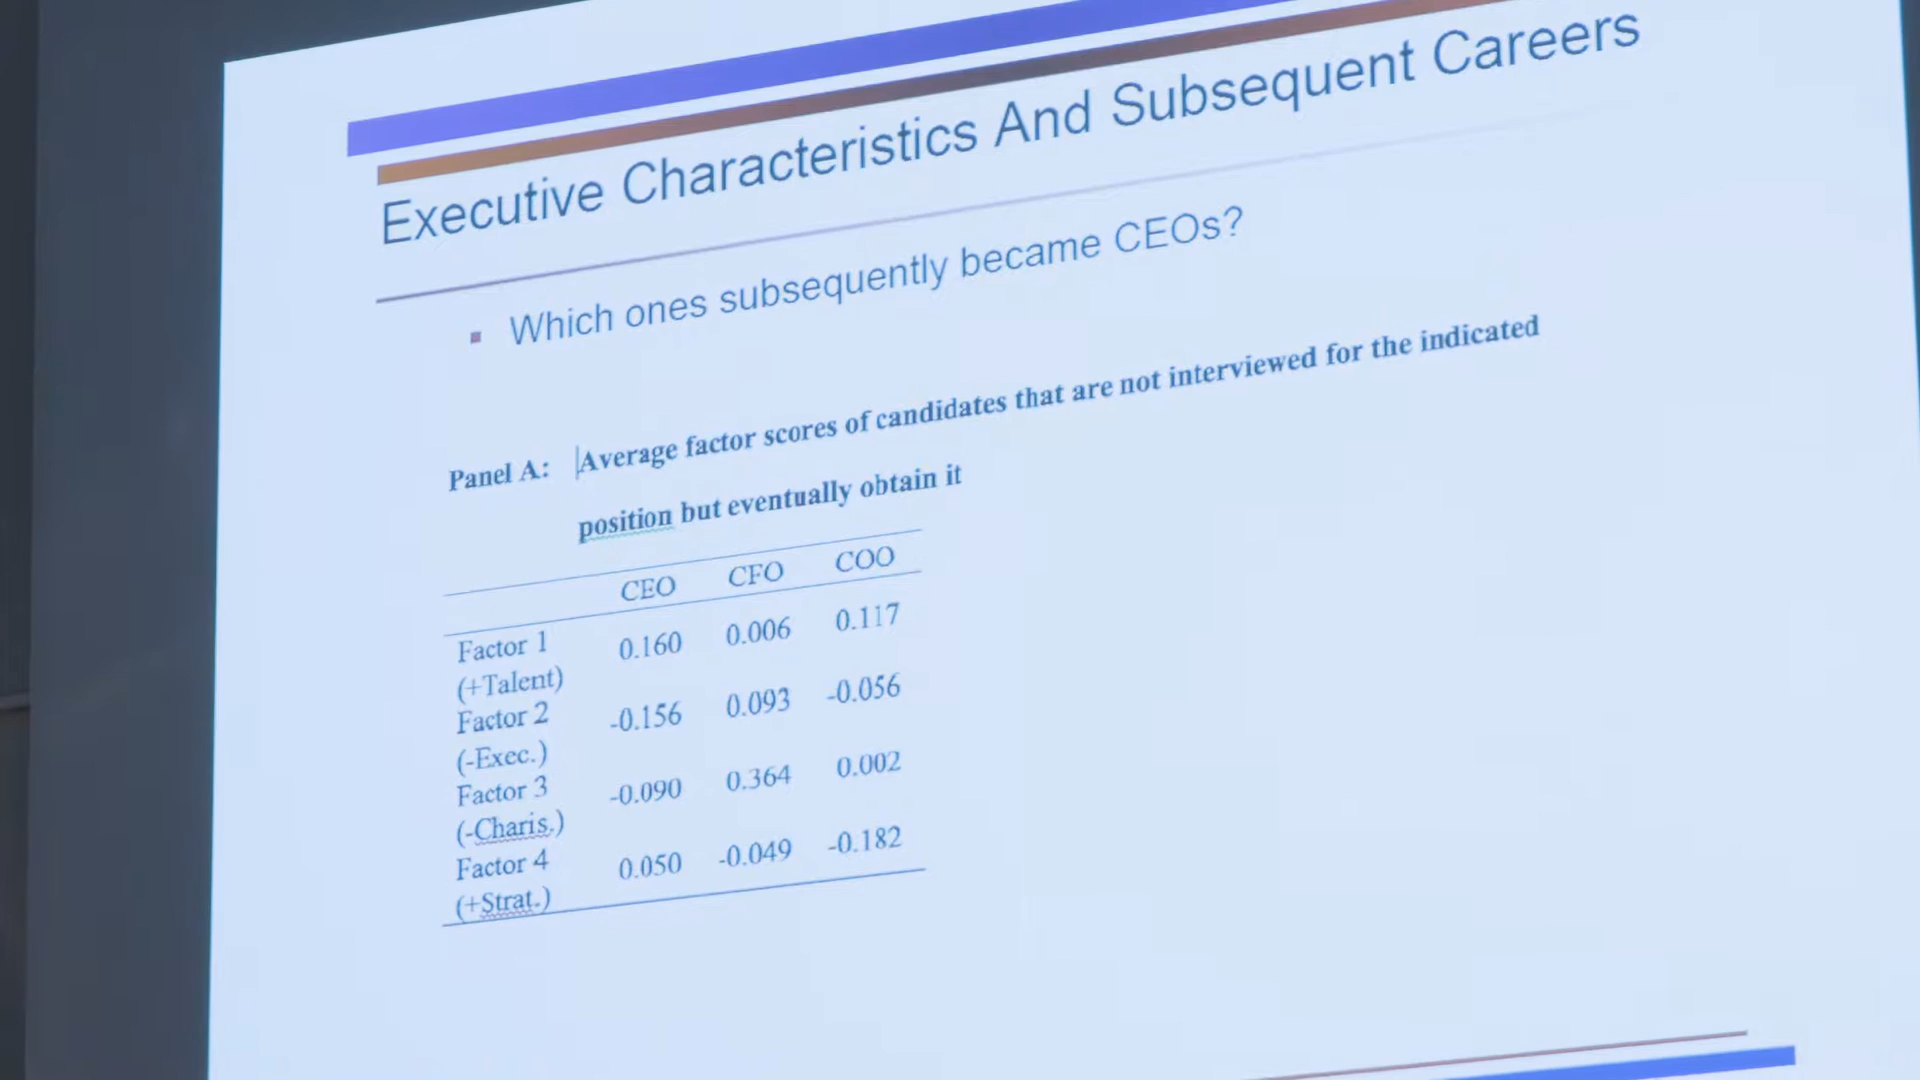 Executive Characteristics And Subsequent Careers
▪ Which ones subsequently became CEOs?
Panel A: Average factor scores of candidates that are not interviewed for the indicated
position but eventually obtain it
CEO CFO COO
Factor 1 0.160 0.006 0.117
(+Talent)
Factor 2 -0.156 0.093 -0.056
(-Exec.)
Factor 3 -0.090 0.364 0.002
(-Charis.)
Factor 4 0.050 -0.049 -0.182
(+Strat.)